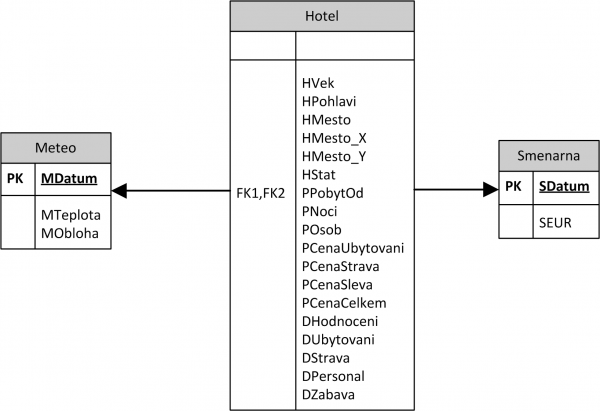 Hotel
HVek
HPohlavi
HMesto
HMesto_X
HMesto_Y
HStat
FK1,FK2 PPobytOd
PNoci
POsob
PCenaUbytovani
PCenaStrava
PCenaSleva
PCenaCelkem
DHodnoceni
DUbytovani
DStrava
DPersonal
DZabava
Meteo
PK MDatum
MTeplota
MObloha
Smenarna
PK SDatum
SEUR